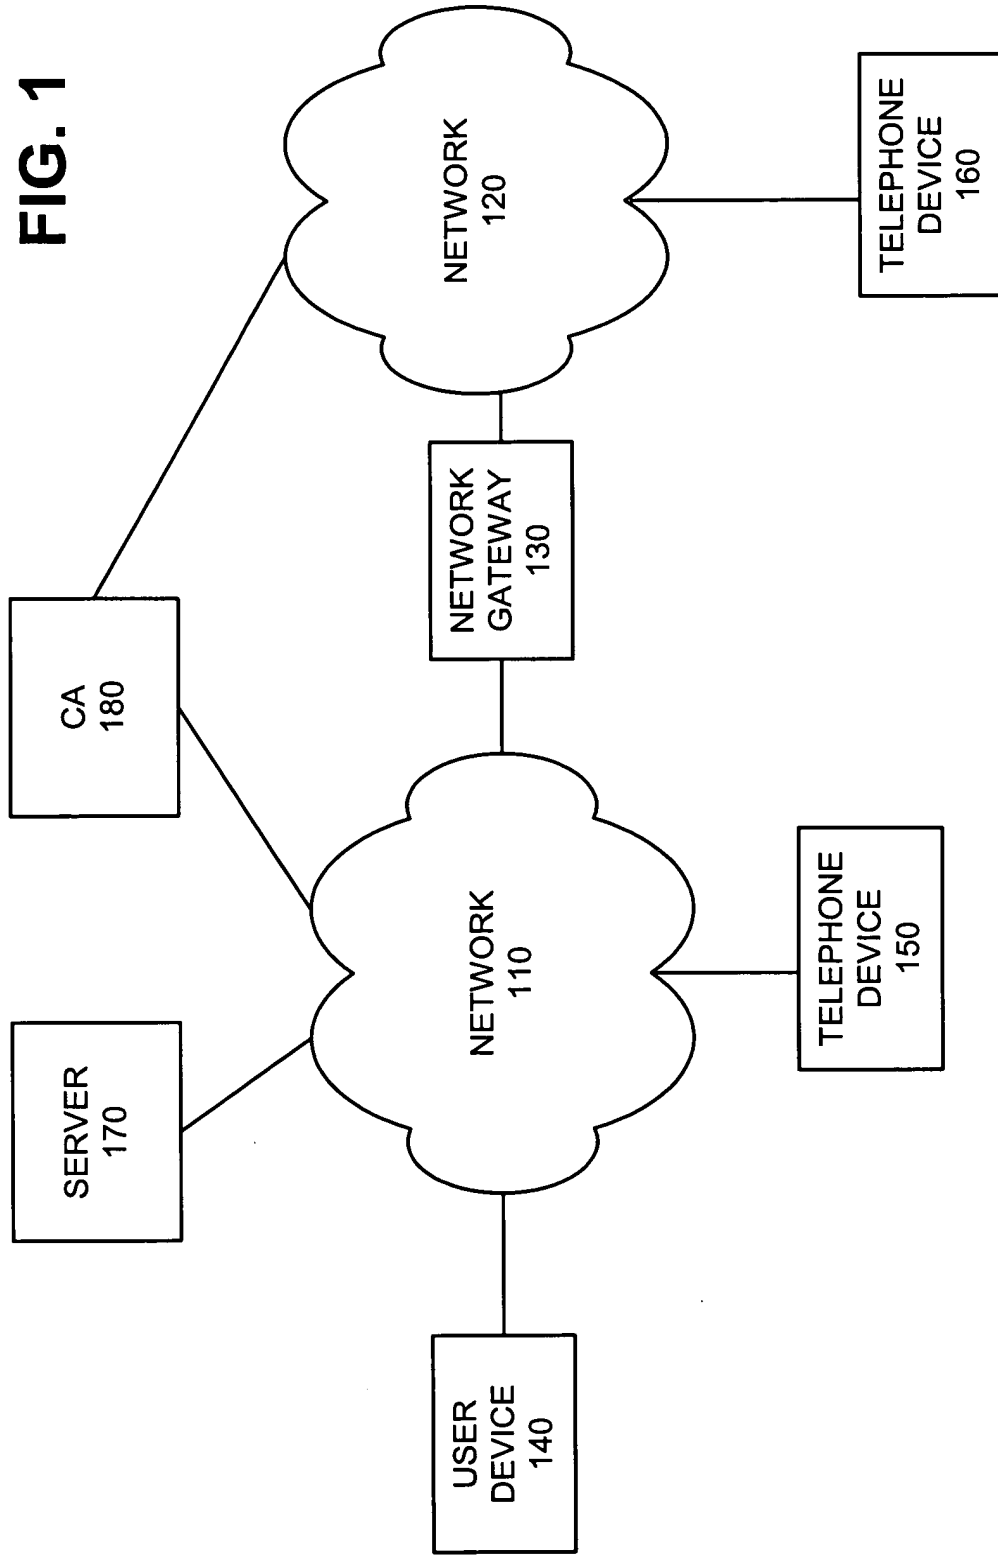 FIG. 1
SERVER
170
CA
180
USER
DEVICE
140
NETWORK
110
NETWORK
GATEWAY
130
NETWORK
120
TELEPHONE
DEVICE
150
TELEPHONE
DEVICE
160